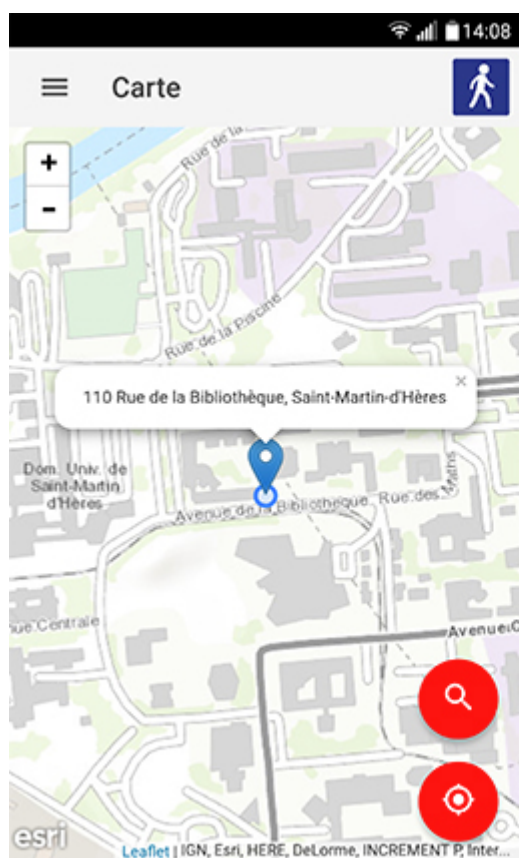 14:08
Carte
+
-
Rue de la
Rue de la Piscine
110 Rue de la Bibliothèque, Saint-Martin-d'Hères
×
Dom. Univ. de
Saint-Martin
d'Hères
Avenue de la Bibliothèque
Rue des Maths
ue Centrale
Avenue C
esri
Leaflet | IGN, Esri, HERE, DeLorme, INCREMENT P, Inter...